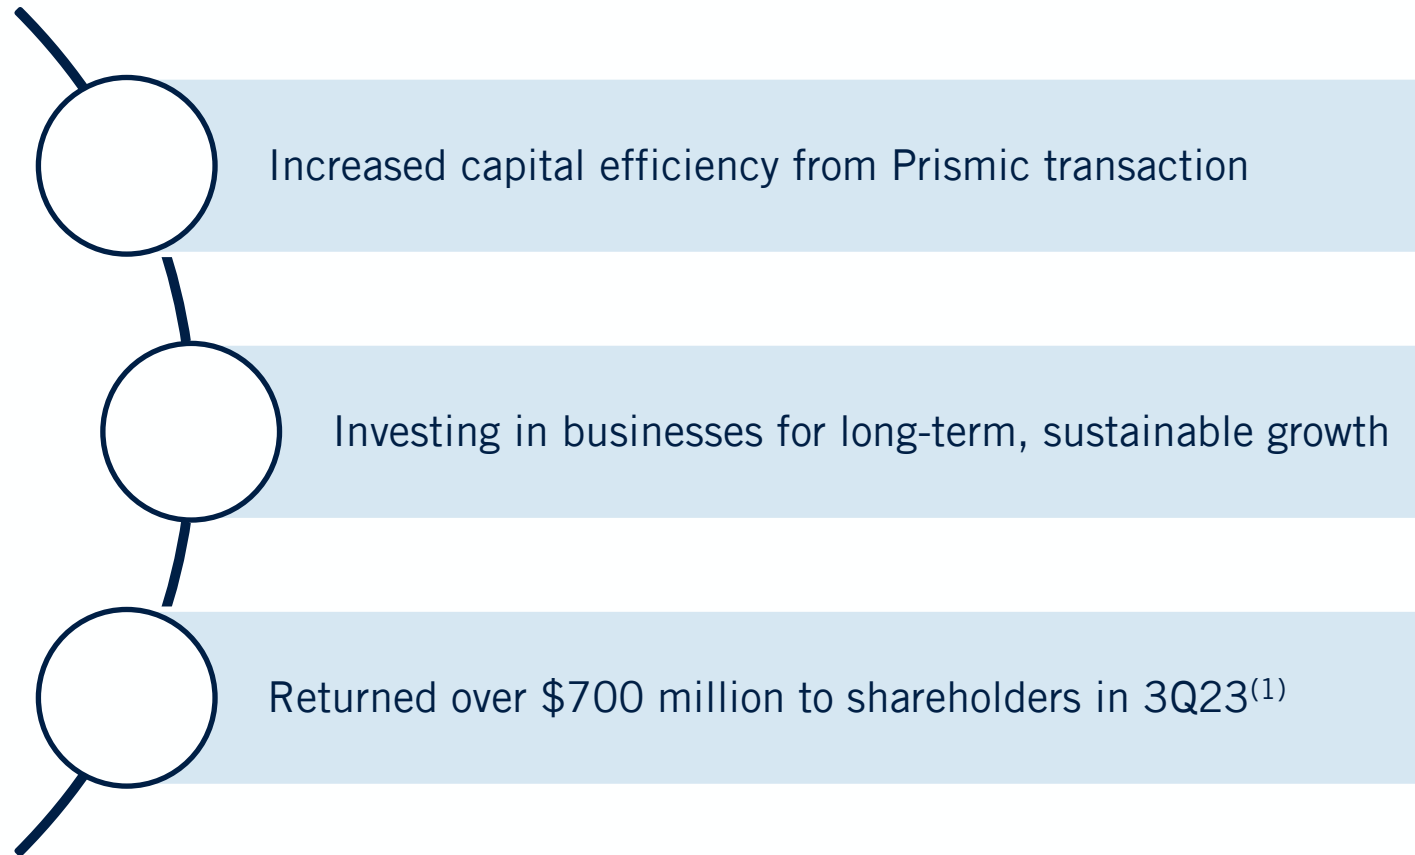 Increased capital efficiency from Prismic transaction
Investing in businesses for long-term, sustainable growth
Returned over $700 million to shareholders in 3Q23(1)